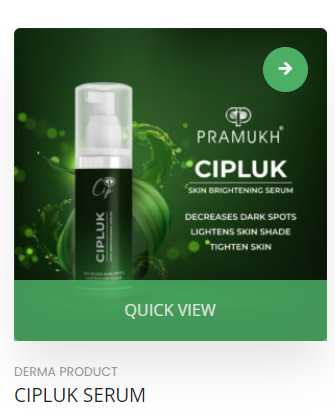 PRAMUKH®
CIPLUK
SKIN BRIGHTENING SERUM
DECREASES DARK SPOTS
LIGHTENS SKIN SHADE
TIGHTEN SKIN
Cip
CIPLUK
QUICK VIEW
DERMA PRODUCT
CIPLUK SERUM